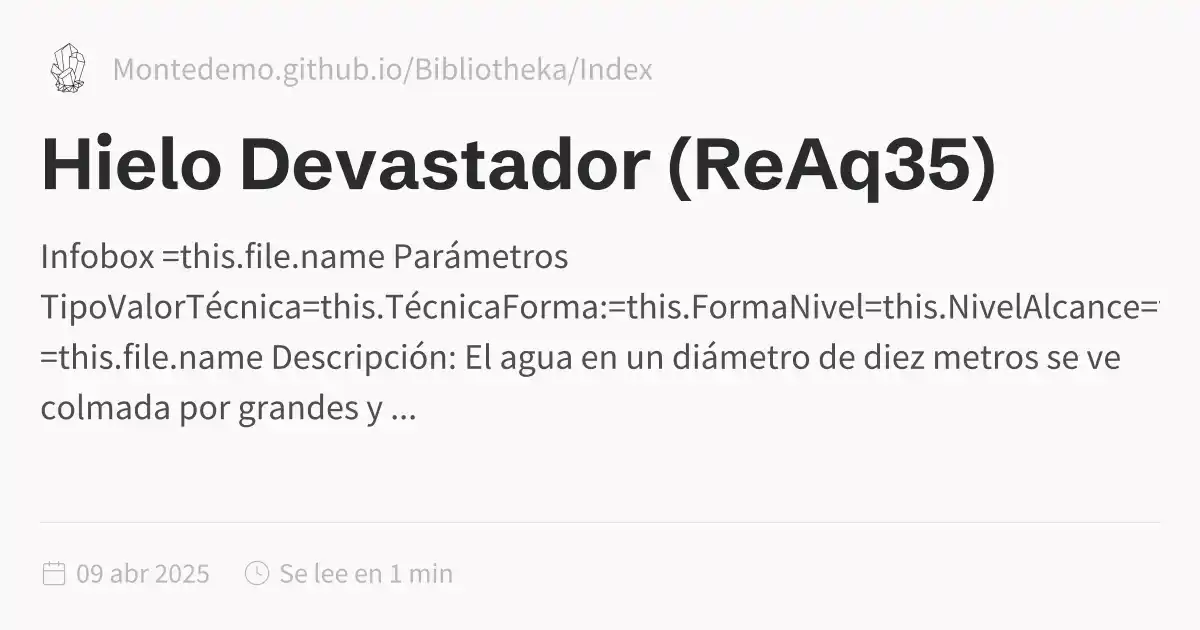 Montedemo.github.io/Bibliotheka/Index
Hielo Devastador (ReAq35)
Infobox =this.file.name Parámetros
TipoValorTécnica=this.TécnicaForma:=this.FormaNivel=this.NivelAlcance=
=this.file.name Descripción: El agua en un diámetro de diez metros se ve
colmada por grandes y ...
09 abr 2025 Se lee en 1 min